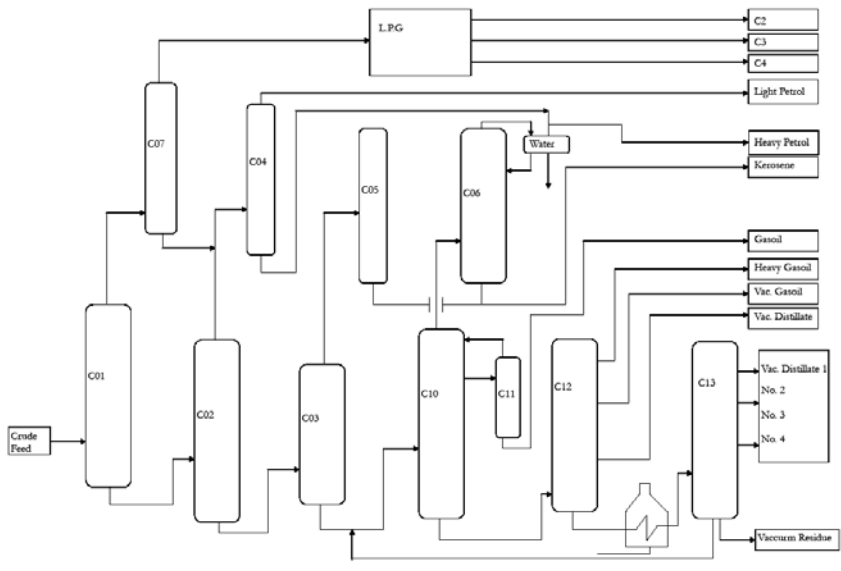 L.P.G
C2
C3
C4
Light Petrol
C07
C04
Water
Heavy Petrol
Kerosene
C05
C06
Gasoil
Heavy Gasoil
Vac. Gasoil
Vac. Distillate
C01
C02
C03
C10
C11
C12
C13
Vac. Distillate 1
No. 2
No. 3
No. 4
Crude
Feed
Vaccurm Residue